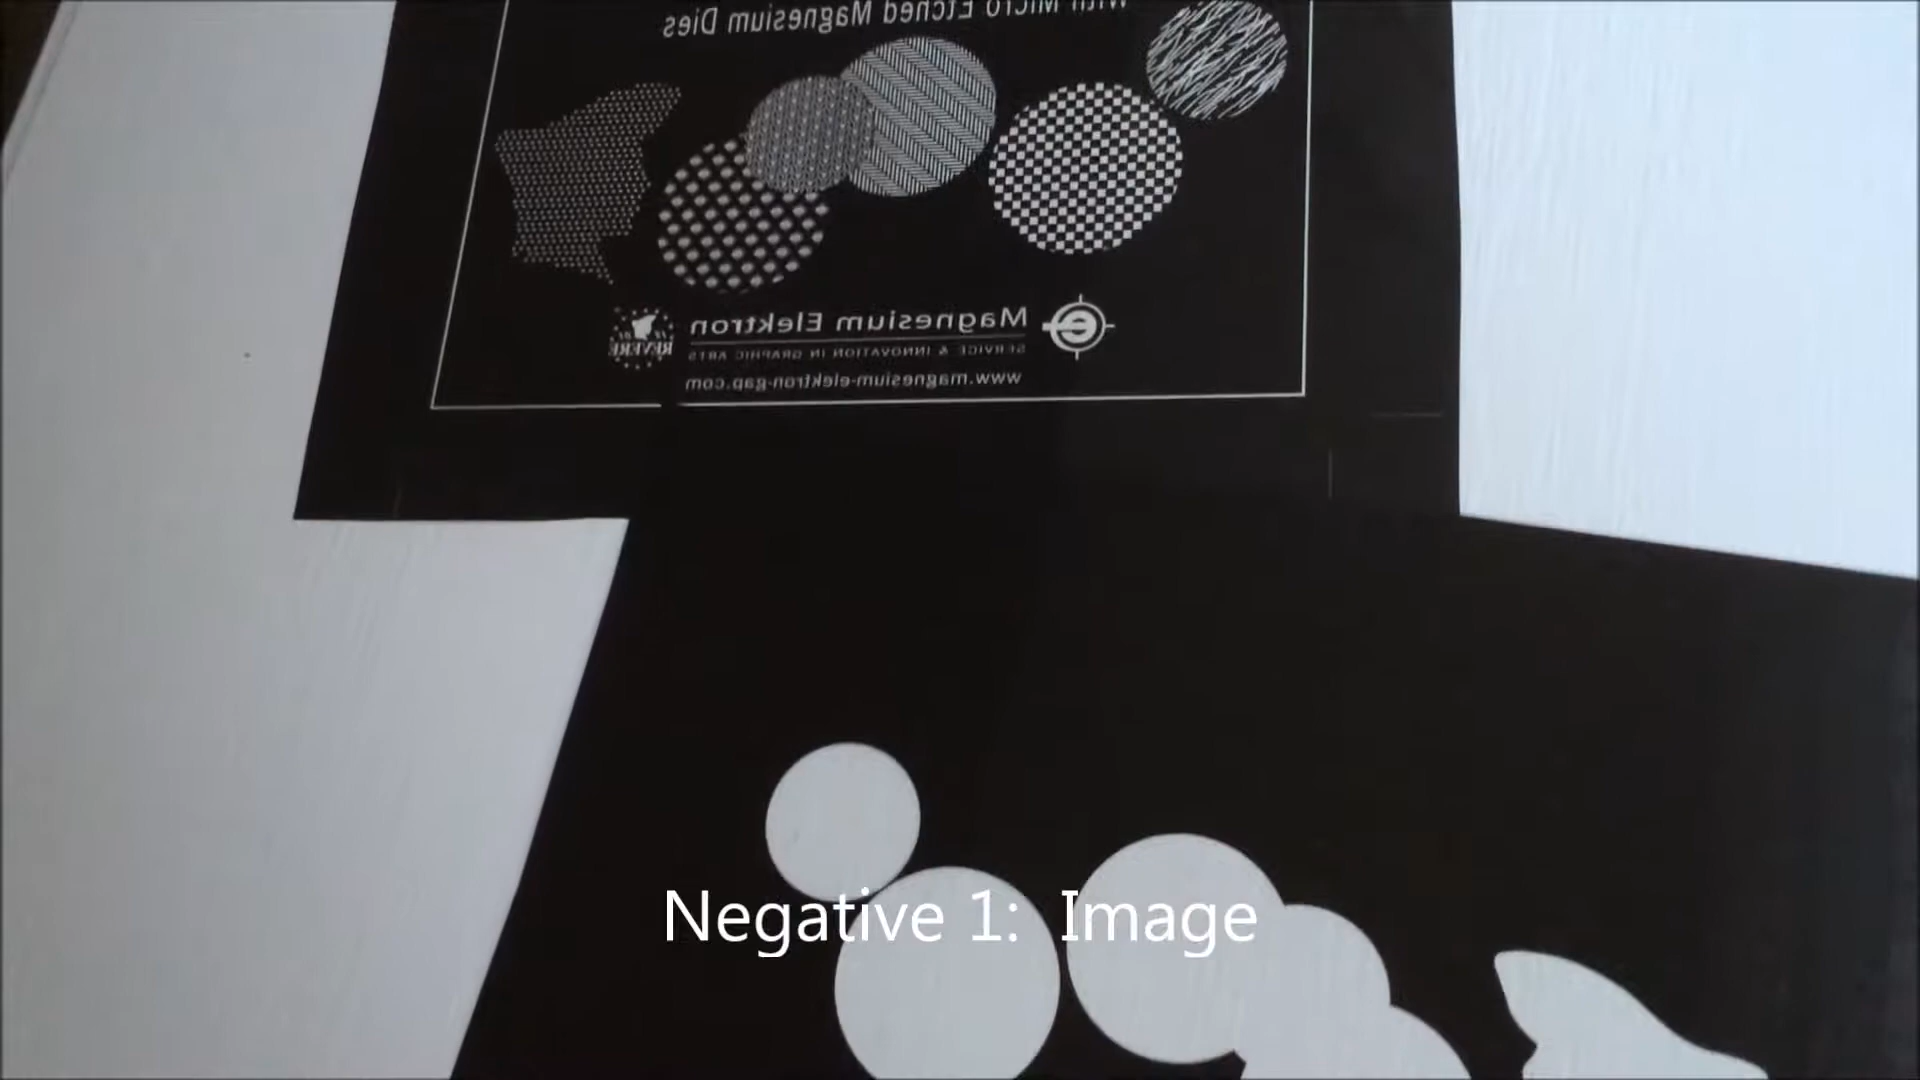 With Micro Etched Magnesium Dies
Magnesium Elektron
SERVICE & INNOVATION IN GRAPHIC ARTS
REVERE
www.magnesium-elektron-gap.com
Negative 1: Image